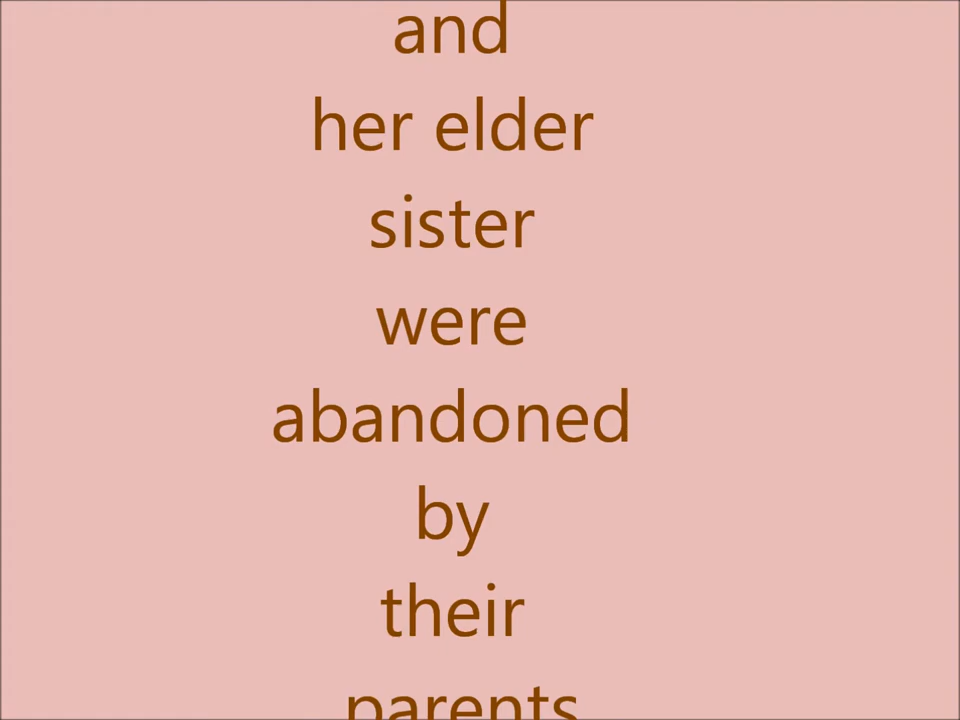 and
her elder
sister
were
abandoned
by
their
parents